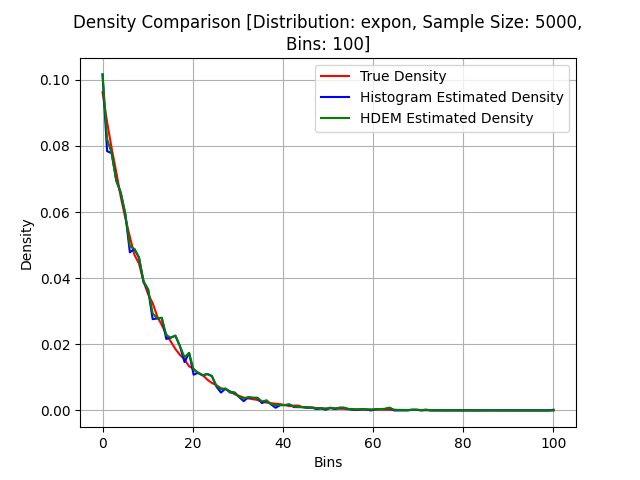 Density Comparison [Distribution: expon, Sample Size: 5000,
Bins: 100]
True Density
Histogram Estimated Density
HDEM Estimated Density
Density
0.10
0.08
0.06
0.04
0.02
0.00
0 20 40 60 80 100
Bins